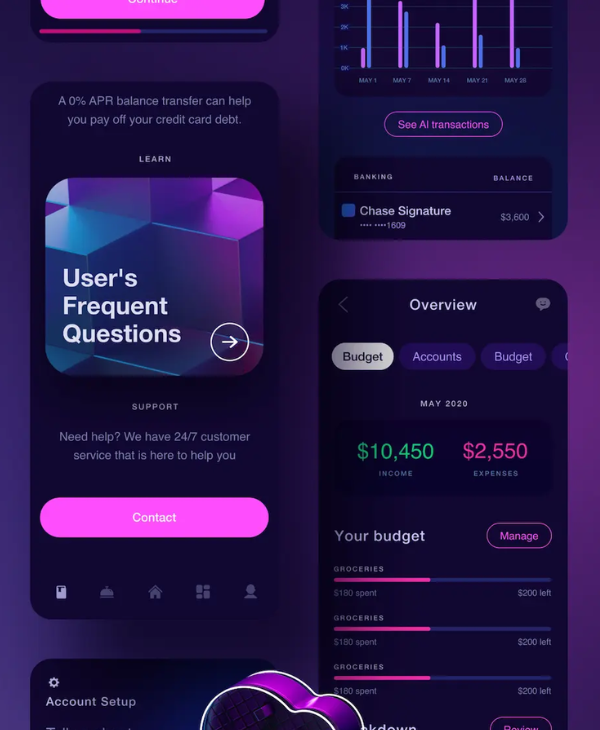 Continue
A 0% APR balance transfer can help
you pay off your credit card debt.
LEARN
User's
Frequent
Questions
SUPPORT
Need help? We have 24/7 customer
service that is here to help you
Contact
Account Setup
3K
2K
1K
0K
MAY 1 MAY 7 MAY 14 MAY 21 MAY 28
See AI transactions
BANKING BALANCE
Chase Signature $3,600
•••• ••••1609
Overview
Budget Accounts Budget
MAY 2020
$10,450 $2,550
INCOME EXPENSES
Your budget Manage
GROCERIES
$180 spent $200 left
GROCERIES
$180 spent $200 left
GROCERIES
$180 spent $200 left
kdown Review